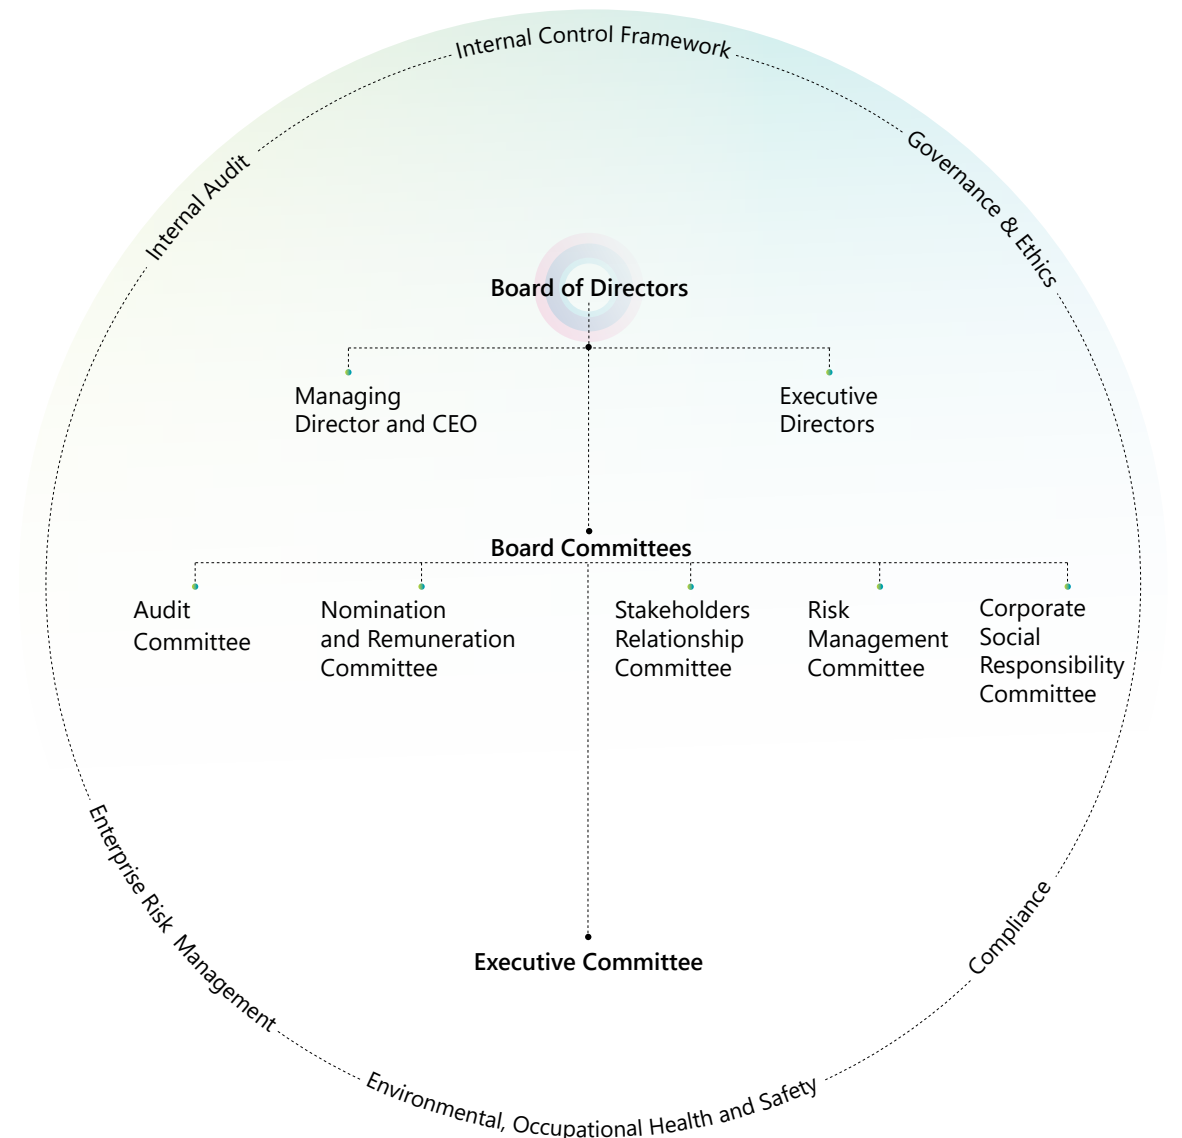 Internal Control Framework
Governance & Ethics
Internal Audit
Board of Directors
Managing
Director and CEO
Executive
Directors
Board Committees
Audit
Committee
Nomination
and Remuneration
Committee
Stakeholders
Relationship
Committee
Risk
Management
Committee
Corporate
Social
Responsibility
Committee
Enterprise Risk Management
Compliance
Executive Committee
Environmental, Occupational Health and Safety